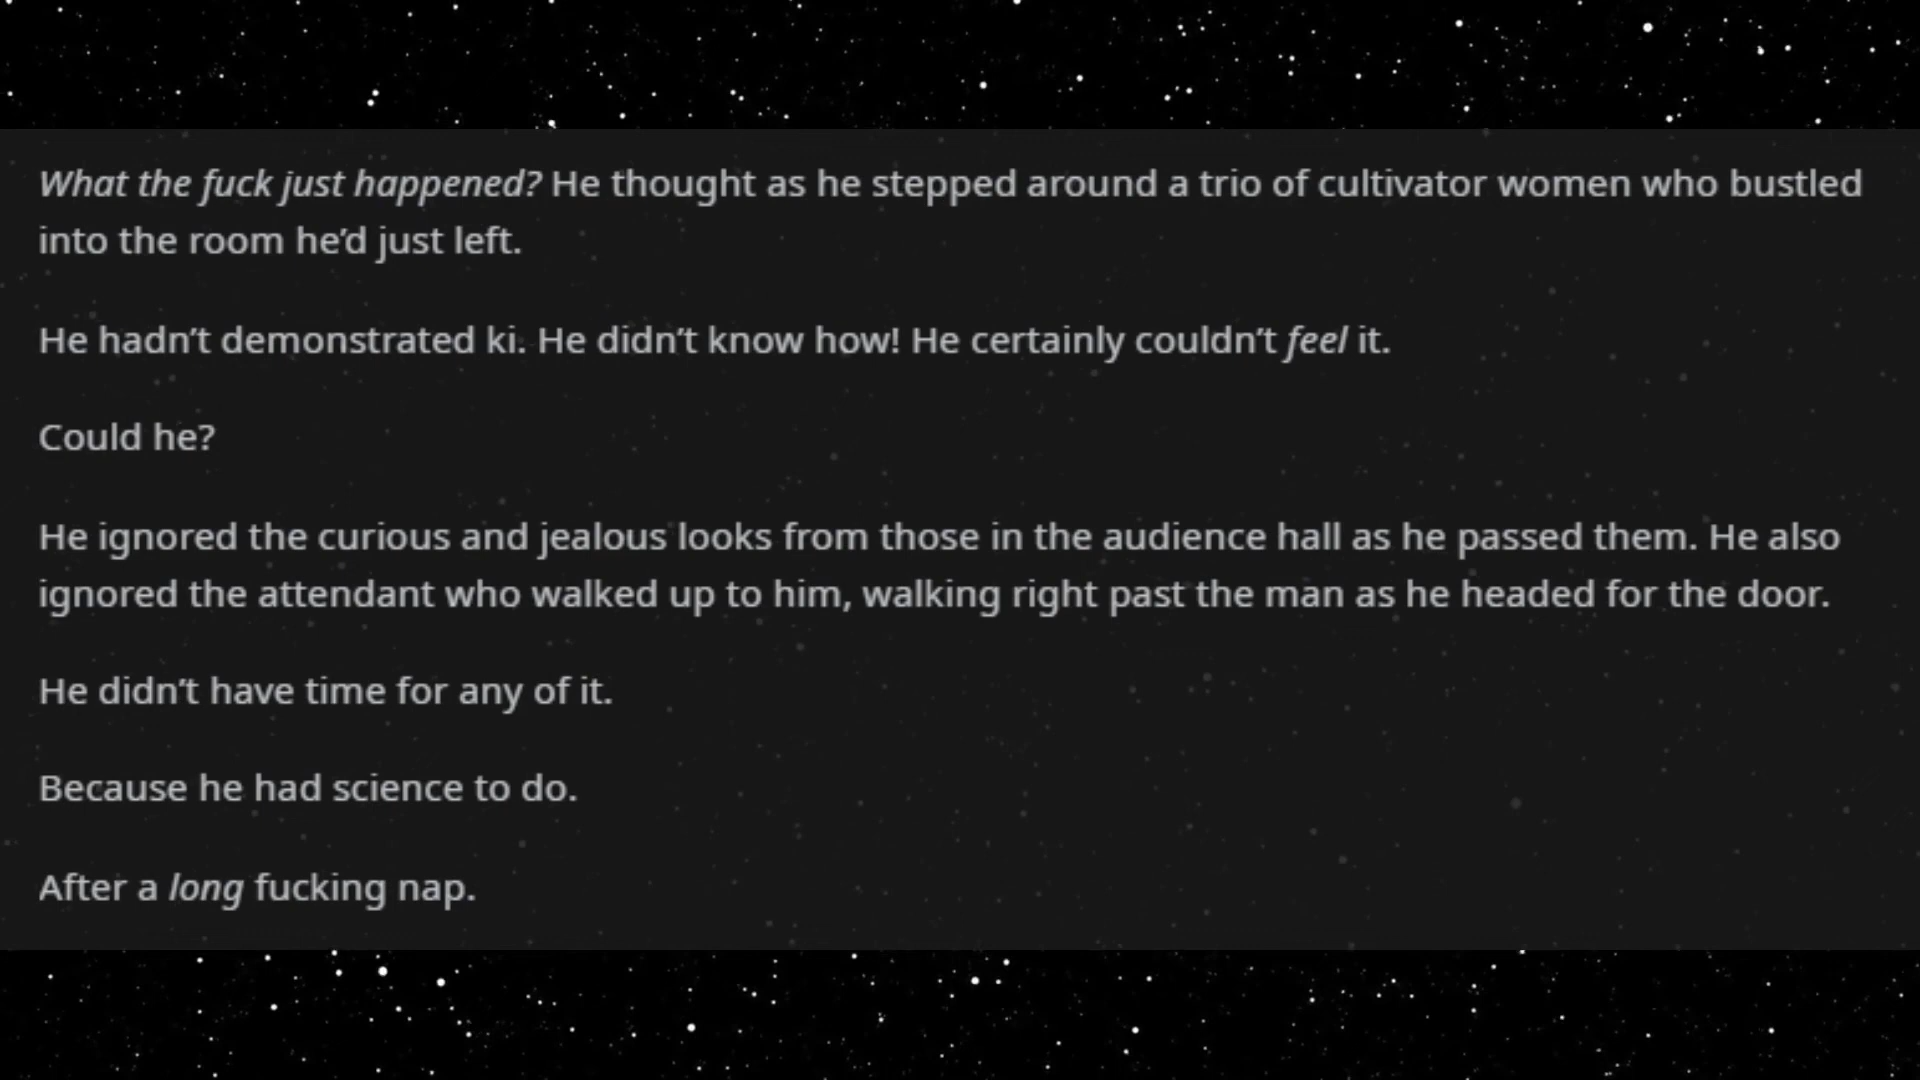 What the fuck just happened? He thought as he stepped around a trio of cultivator women who bustled
into the room he’d just left.
He hadn’t demonstrated ki. He didn’t know how! He certainly couldn’t feel it.
Could he?
He ignored the curious and jealous looks from those in the audience hall as he passed them. He also
ignored the attendant who walked up to him, walking right past the man as he headed for the door.
He didn’t have time for any of it.
Because he had science to do.
After a long fucking nap.